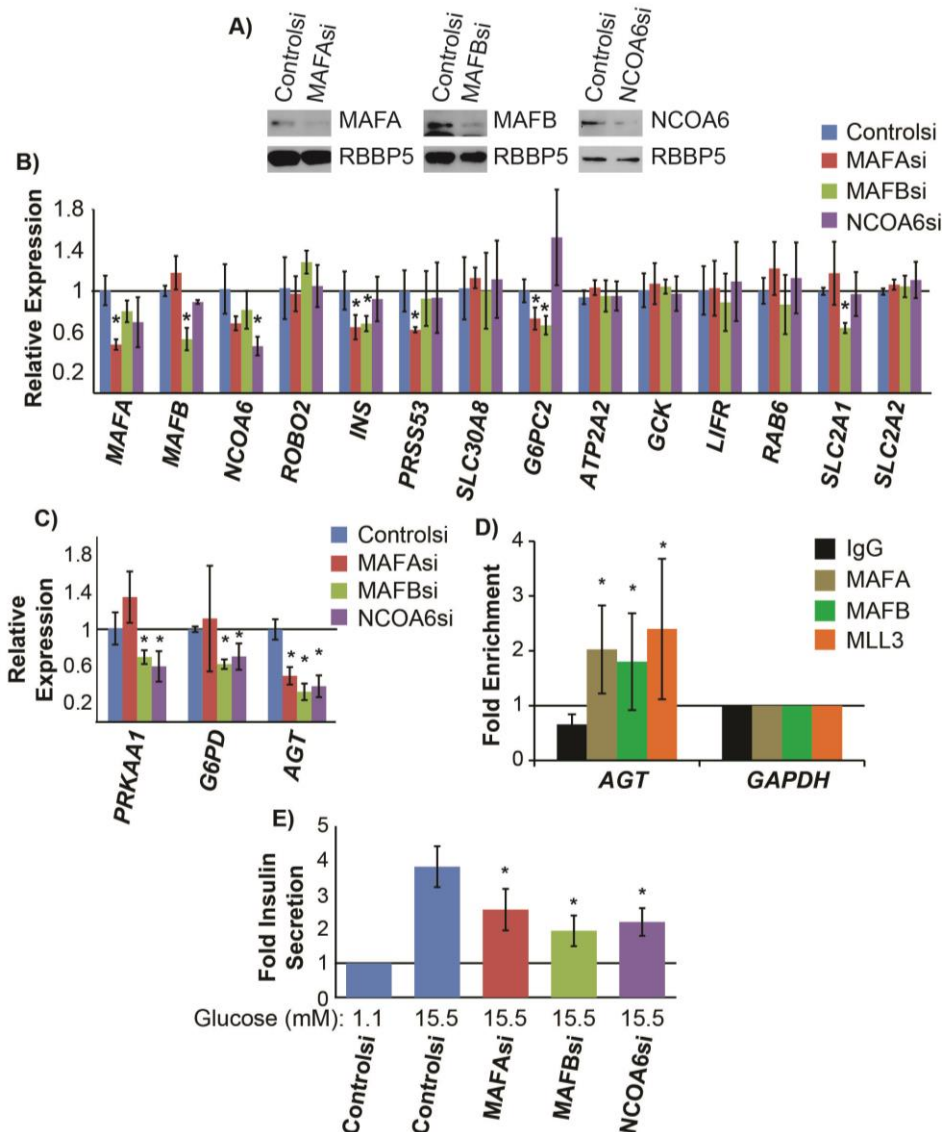 A)
Controlsi
MAFAsi
Controlsi
MAFBsi
Controlsi
NCOA6si
MAFA
MAFB
NCOA6
RBBP5
RBBP5
RBBP5
Controlsi
MAFAsi
MAFBsi
NCOA6si
B)
Relative Expression
1.8
1.4
1
0.6
0.2
* * * * * * * * *
MAFA
MAFB
NCOA6
ROBO2
INS
PRSS53
SLC30A8
G6PC2
ATP2A2
GCK
LIFR
RAB6
SLC2A1
SLC2A2
C)
Relative
Expression
1.8
1.4
1
0.6
0.2
Controlsi
MAFAsi
MAFBsi
NCOA6si
* * * * * * *
PRKAA1
G6PD
AGT
D)
Fold Enrichment
4
3
2
1
0
* * *
IgG
MAFA
MAFB
MLL3
AGT
GAPDH
E)
Fold Insulin
Secretion
5
4
3
2
1
0
* * *
Glucose (mM): 1.1 15.5 15.5 15.5 15.5
Controlsi
Controlsi
MAFAsi
MAFBsi
NCOA6si